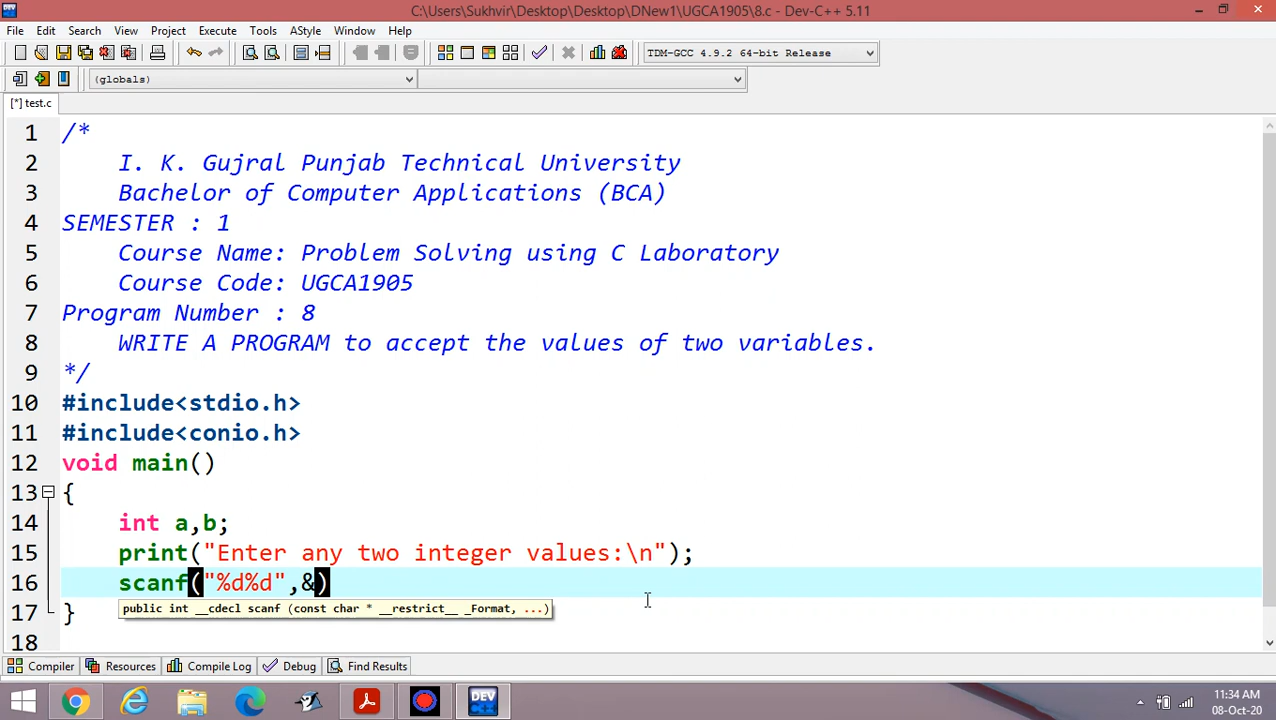 C:\Users\Sukhvir\Desktop\Desktop\DNew1\UGCA1905\8.c - Dev-C++ 5.11
File Edit Search View Project Execute Tools AStyle Window Help
TDM-GCC 4.9.2 64-bit Release
(globals)
[*] test.c
1 /*
2 I. K. Gujral Punjab Technical University
3 Bachelor of Computer Applications (BCA)
4 SEMESTER : 1
5 Course Name: Problem Solving using C Laboratory
6 Course Code: UGCA1905
7 Program Number : 8
8 WRITE A PROGRAM to accept the values of two variables.
9 */
10 #include<stdio.h>
11 #include<conio.h>
12 void main()
13 {
14 int a,b;
15 print("Enter any two integer values:\n");
16 scanf("%d%d",&)
public int __cdecl scanf (const char * __restrict__ _Format, ...)
17 }
18
Compiler Resources Compile Log Debug Find Results
DEV
11:34 AM
08-Oct-20